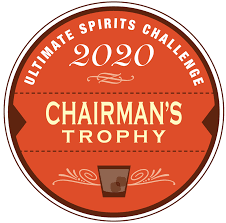 ULTIMATE SPIRITS CHALLENGE
2020
CHAIRMAN'S
TROPHY